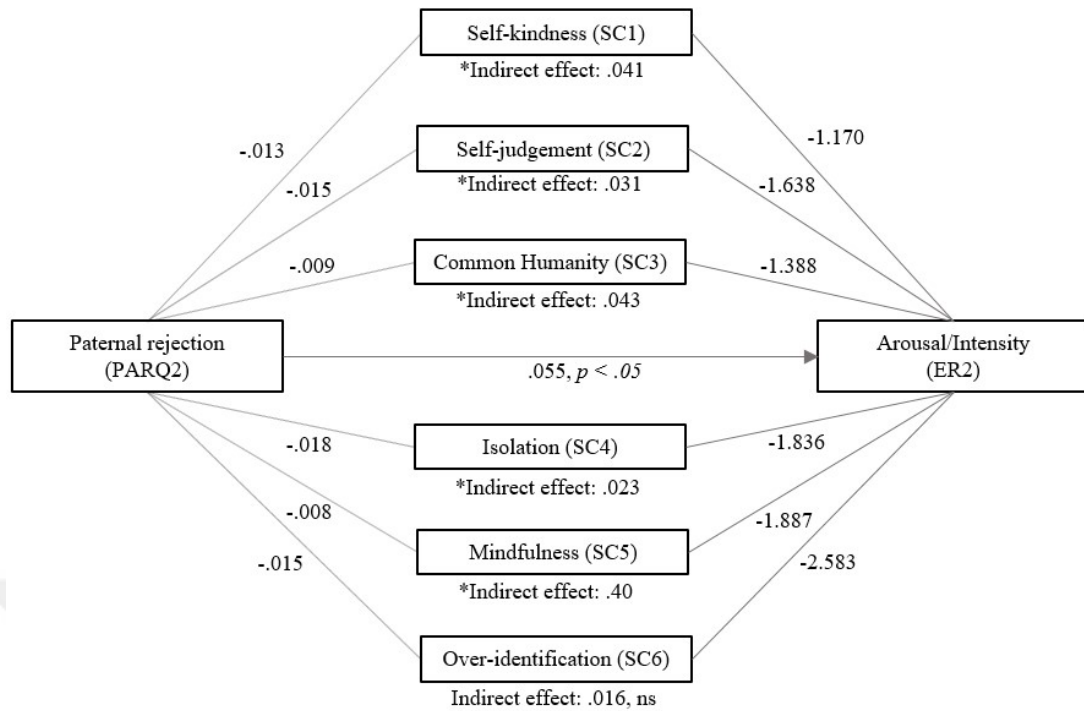 Self-kindness (SC1)
*Indirect effect: .041
-.013
-1.170
Self-judgement (SC2)
*Indirect effect: .031
-.015
-1.638
Common Humanity (SC3)
*Indirect effect: .043
-.009
-1.388
Paternal rejection
(PARQ2)
.055, p < .05
Arousal/Intensity
(ER2)
Isolation (SC4)
*Indirect effect: .023
-.018
-1.836
Mindfulness (SC5)
*Indirect effect: .40
-.008
-1.887
-.015
-2.583
Over-identification (SC6)
Indirect effect: .016, ns